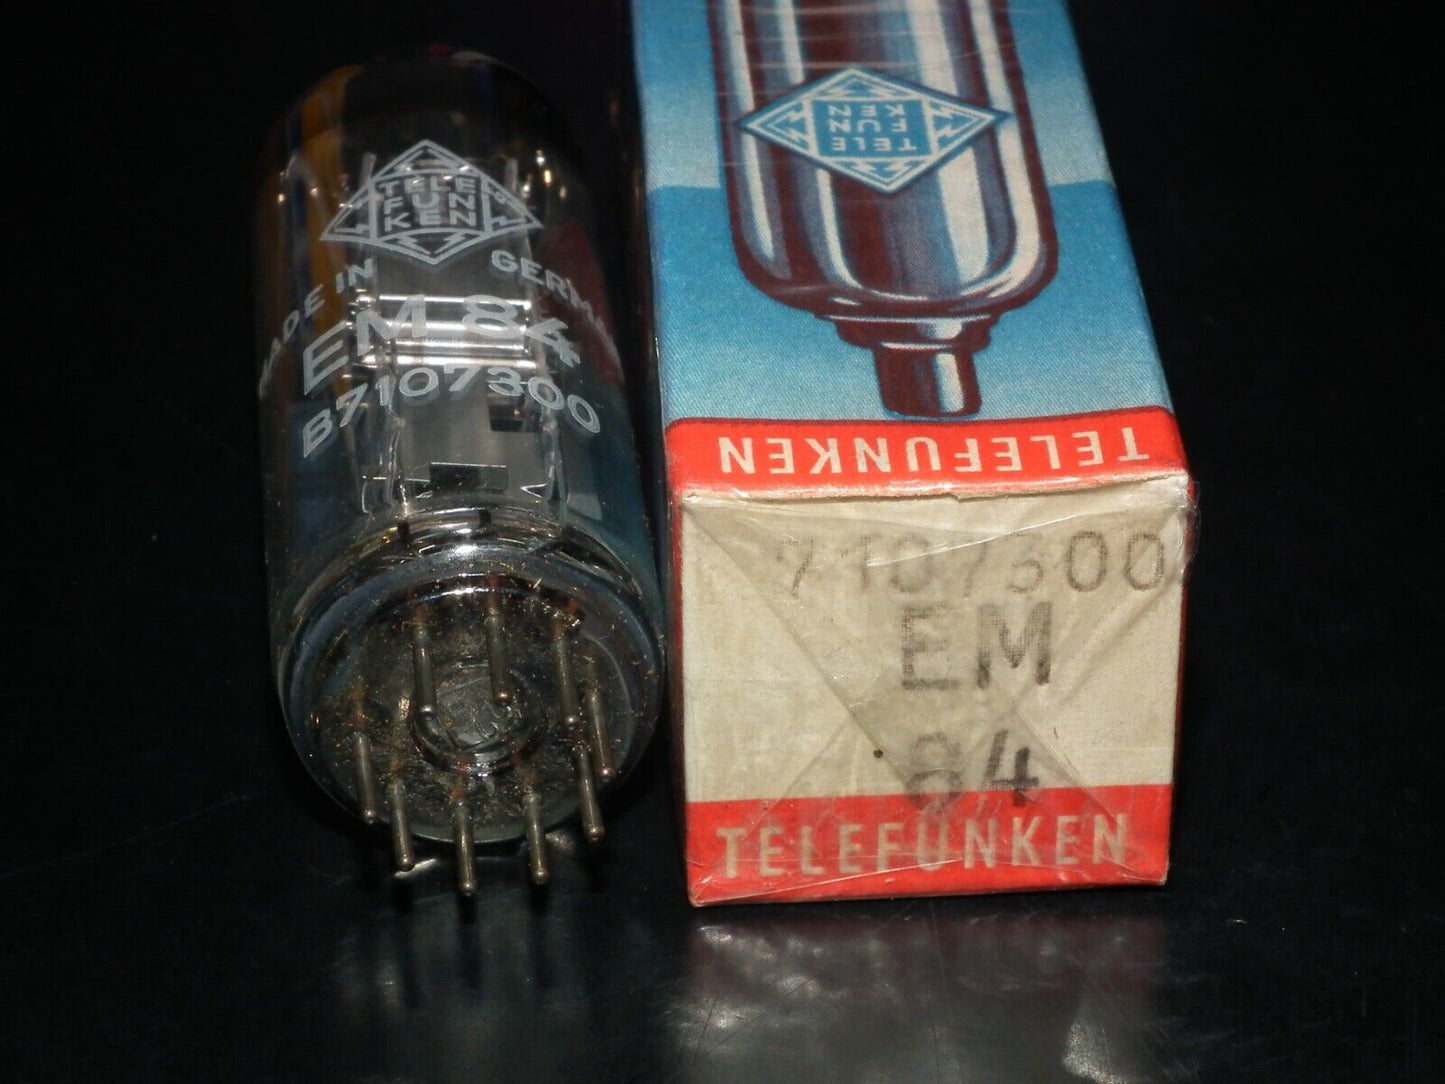 TELE
FUN
KEN
MADE IN GERMANY
EM 84
B7107300
TELE
FUN
KEN
TELEFUNKEN
7107300
EM
84
TELEFUNKEN